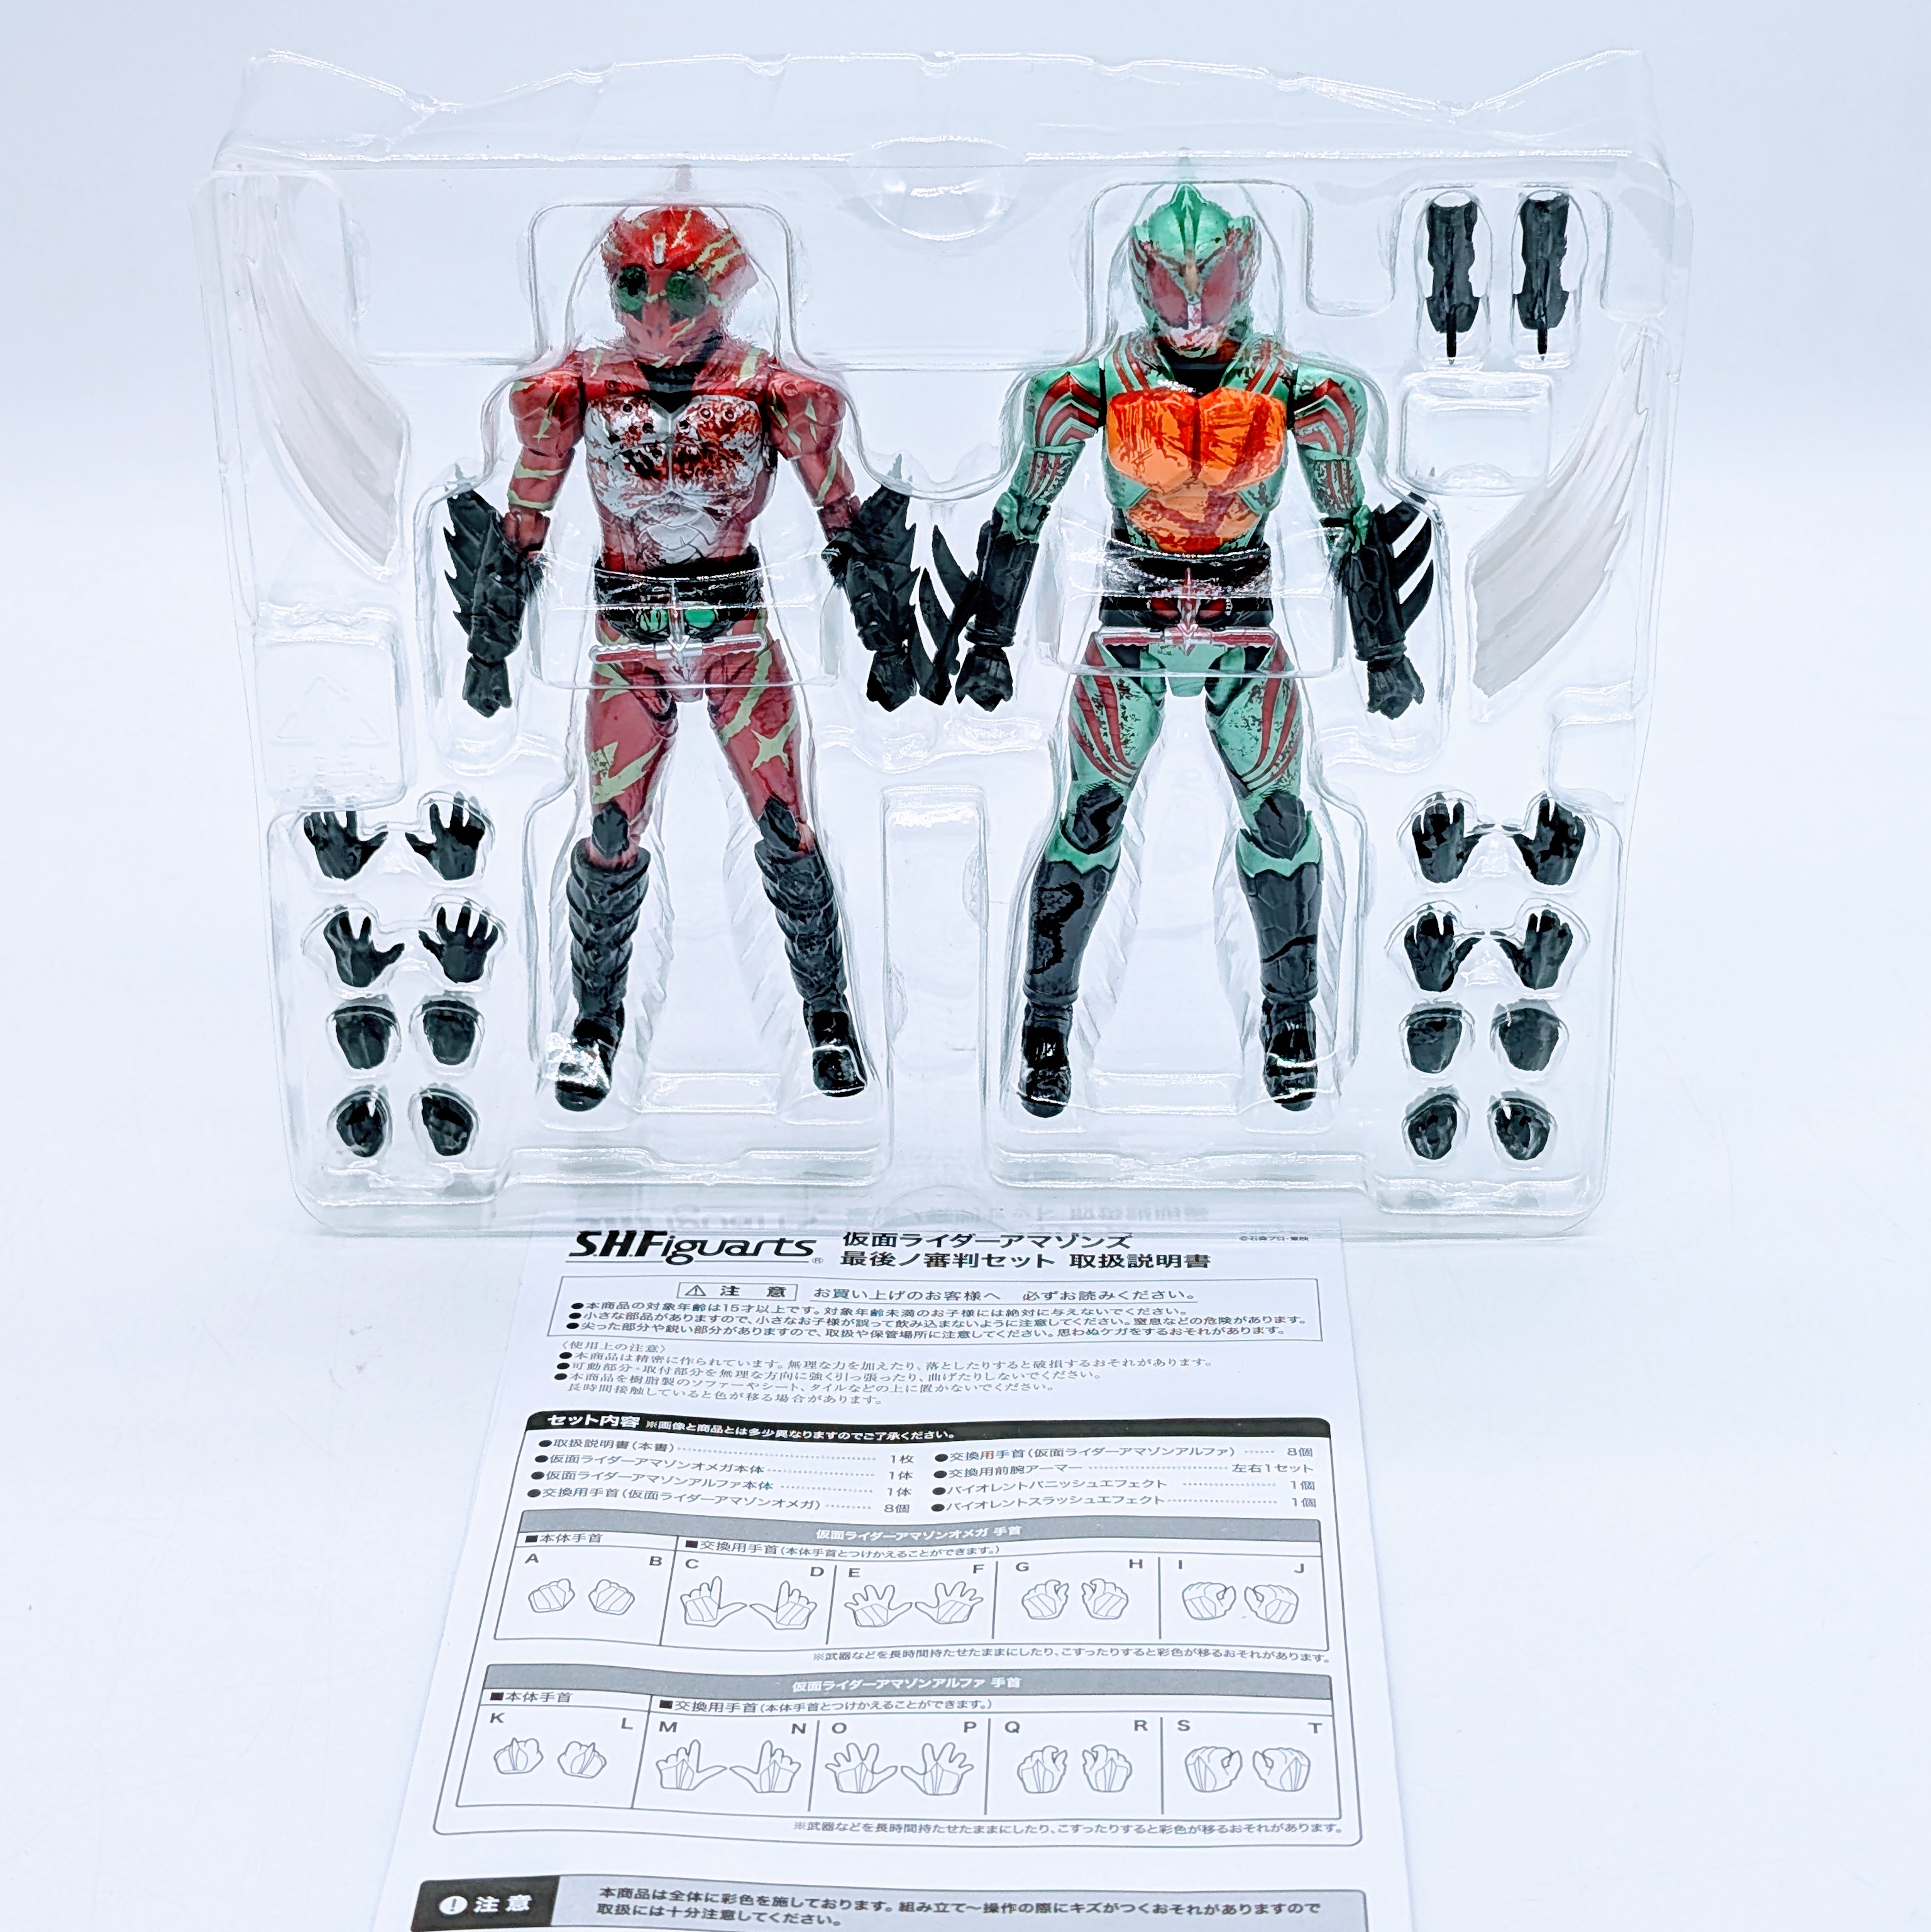 S.H.Figuarts®
仮面ライダーアマゾンズ
最後ノ審判セット 取扱説明書
©石森プロ・東映
⚠ 注 意 お買い上げのお客様へ 必ずお読みください。
●本商品の対象年齢は15才以上です。対象年齢未満のお子様には絶対に与えないでください。
●小さな部品がありますので、小さなお子様が誤って飲み込まないように注意してください。窒息などの危険があります。
●尖った部分や鋭い部分がありますので、取扱や保管場所に注意してください。思わぬケガをするおそれがあります。
〈使用上の注意〉
●本商品は精密に作られています。無理な力を加えたり、落としたりすると破損するおそれがあります。
●可動部分・取付部分を無理な方向に強く引っ張ったり、曲げたりしないでください。
●本商品を樹脂製のソファーやシート、タイルなどの上に置かないでください。
長時間接触していると色が移る場合があります。
セット内容 ※画像と商品とは多少異なりますのでご了承ください。
●取扱説明書(本書) 1枚
●仮面ライダーアマゾンオメガ本体 1体
●仮面ライダーアマゾンアルファ本体 1体
●交換用手首(仮面ライダーアマゾンオメガ) 8個
●交換用手首(仮面ライダーアマゾンアルファ) 8個
●交換用前腕アーマー 左右1セット
●バイオレントパニッシュエフェクト 1個
●バイオレントスラッシュエフェクト 1個
仮面ライダーアマゾンオメガ 手首
■本体手首
■交換用手首(本体手首とつけかえることができます。)
A B C D E F G H I J
※武器などを長時間持たせたままにしたり、こすったりすると彩色が移るおそれがあります。
仮面ライダーアマゾンアルファ 手首
■本体手首
■交換用手首(本体手首とつけかえることができます。)
K L M N O P Q R S T
※武器などを長時間持たせたままにしたり、こすったりすると彩色が移るおそれがあります。
! 注 意
本商品は全体に彩色を施しております。組み立て～操作の際にキズがつくおそれがありますので
取扱には十分注意してください。